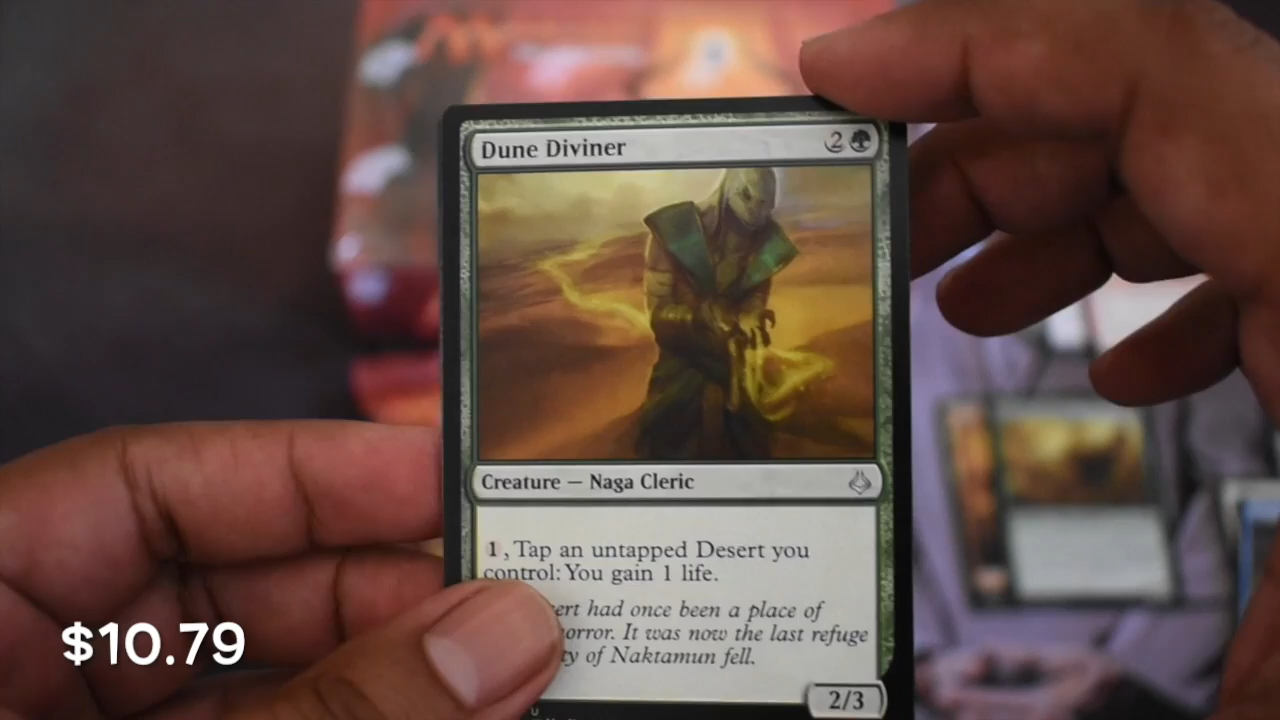 Dune Diviner 2
Creature — Naga Cleric
1, Tap an untapped Desert you
control: You gain 1 life.
ert had once been a place of
orror. It was now the last refuge
ty of Naktamun fell.
2/3
U
$10.79